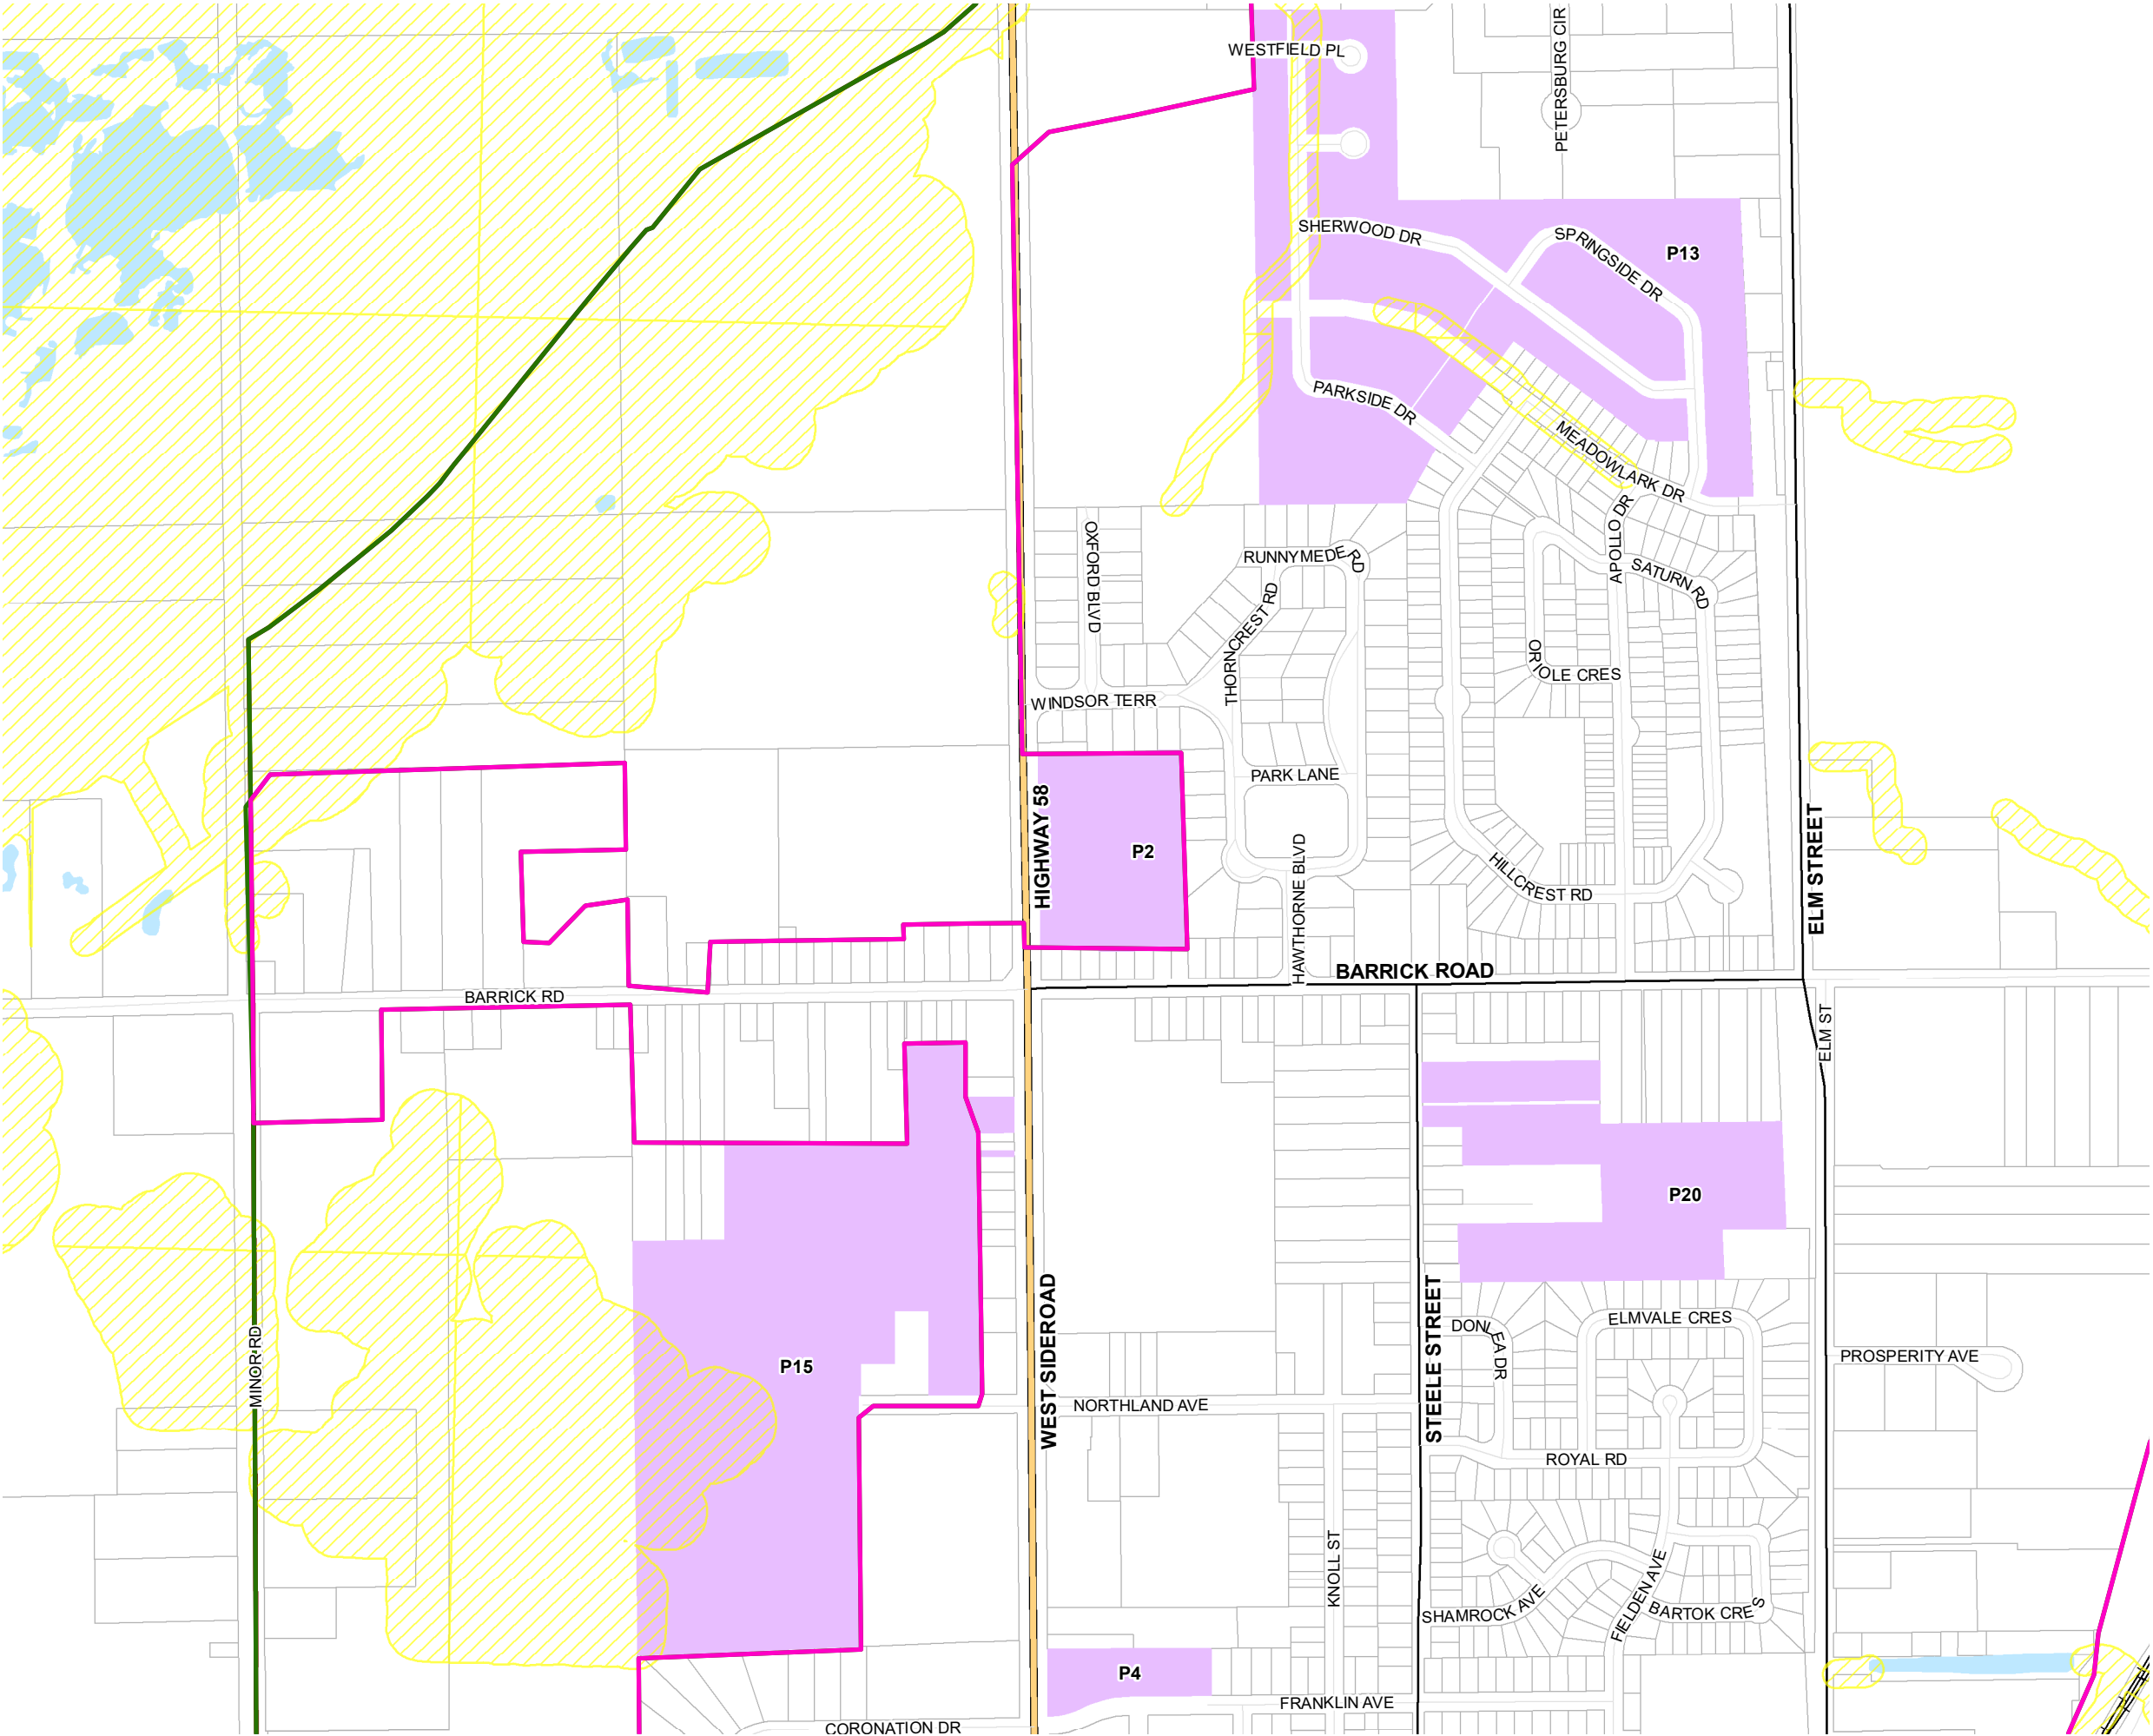 PETERSBURG CIR
WESTFIELD PL
SHERWOOD DR
SPRINGSIDE DR
P13
PARKSIDE DR
MEADOWLARK DR
OXFORD BLVD
RUNNYMEDE RD
APOLLO DR
SATURN RD
THORNCREST RD
ORIOLE CRES
WINDSOR TERR
PARK LANE
HIGHWAY 58
P2
ELM STREET
HAWTHORNE BLVD
HILLCREST RD
BARRICK ROAD
BARRICK RD
ELM ST
P20
WEST SIDEROAD
STEELE STREET
DONLEA DR
ELMVALE CRES
MINOR RD
P15
PROSPERITY AVE
NORTHLAND AVE
ROYAL RD
KNOLL ST
SHAMROCK AVE
FIELDEN AVE
BARTOK CRES
P4
FRANKLIN AVE
CORONATION DR